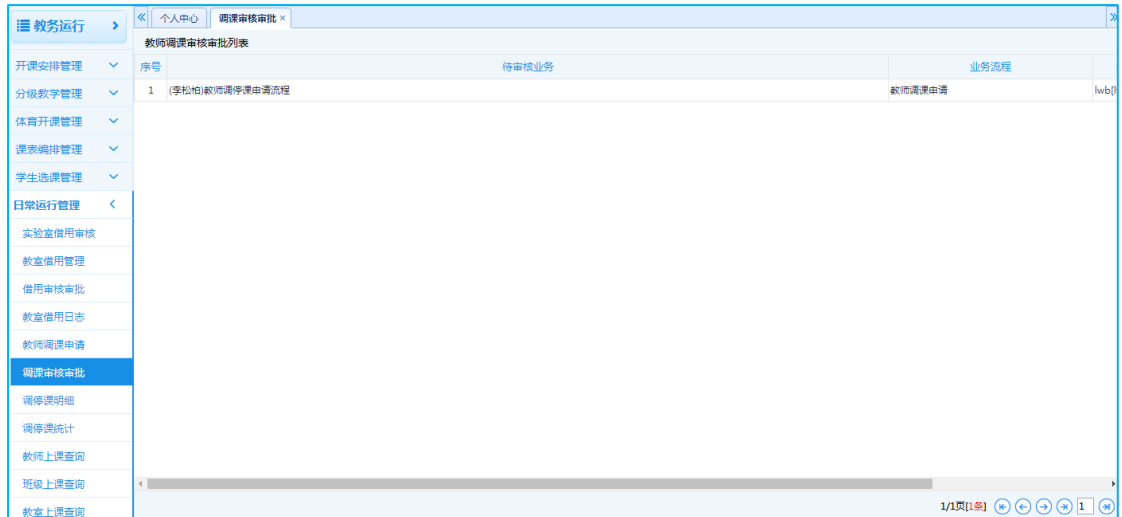 教务运行
开课安排管理
分级教学管理
体育开课管理
课表编排管理
学生选课管理
日常运行管理
实验室借用审核
教室借用管理
借用审核审批
教室借用日志
教师调课申请
调课审核审批
调停课明细
调停课统计
教师上课查询
班级上课查询
教室上课查询
个人中心 调课审核审批 ×
教师调课审核审批列表
序号 待审核业务 业务流程
1 (李松柏)教师调停课申请流程 教师调课申请 lwb[l
1/1页[1条] 1